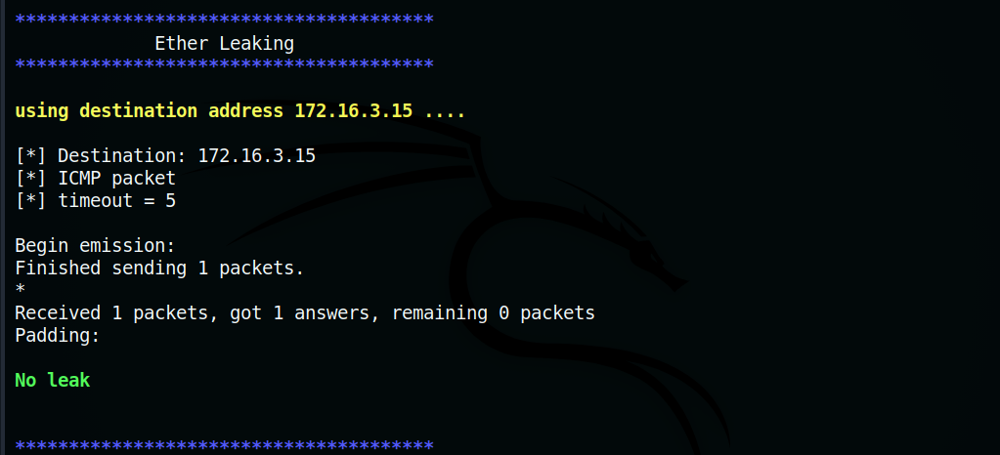 ***************************************
Ether Leaking
***************************************
using destination address 172.16.3.15 ....
[*] Destination: 172.16.3.15
[*] ICMP packet
[*] timeout = 5
Begin emission:
Finished sending 1 packets.
*
Received 1 packets, got 1 answers, remaining 0 packets
Padding:
No leak
***************************************